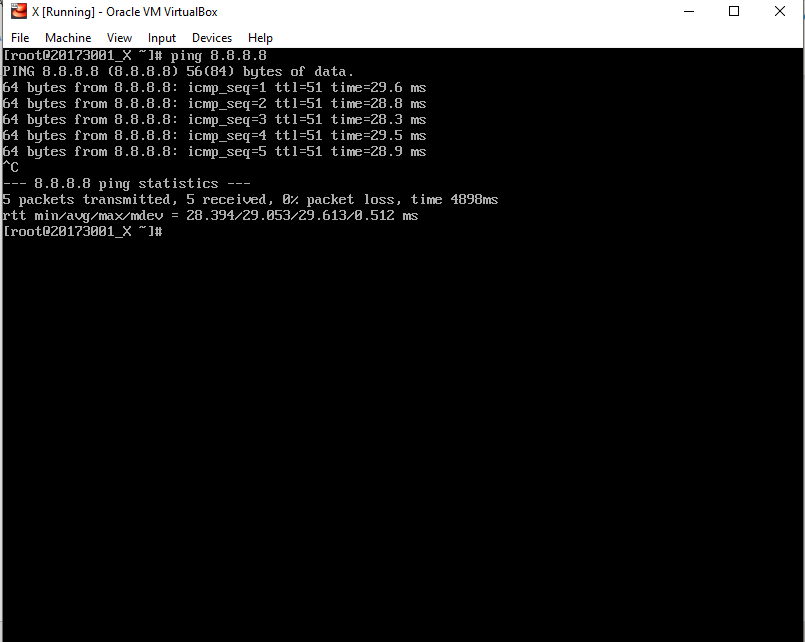 X [Running] - Oracle VM VirtualBox
File Machine View Input Devices Help
[root@20173001_X ~]# ping 8.8.8.8
PING 8.8.8.8 (8.8.8.8) 56(84) bytes of data.
64 bytes from 8.8.8.8: icmp_seq=1 ttl=51 time=29.6 ms
64 bytes from 8.8.8.8: icmp_seq=2 ttl=51 time=28.8 ms
64 bytes from 8.8.8.8: icmp_seq=3 ttl=51 time=28.3 ms
64 bytes from 8.8.8.8: icmp_seq=4 ttl=51 time=29.5 ms
64 bytes from 8.8.8.8: icmp_seq=5 ttl=51 time=28.9 ms
^C
--- 8.8.8.8 ping statistics ---
5 packets transmitted, 5 received, 0% packet loss, time 4898ms
rtt min/avg/max/mdev = 28.394/29.053/29.613/0.512 ms
[root@20173001_X ~]#